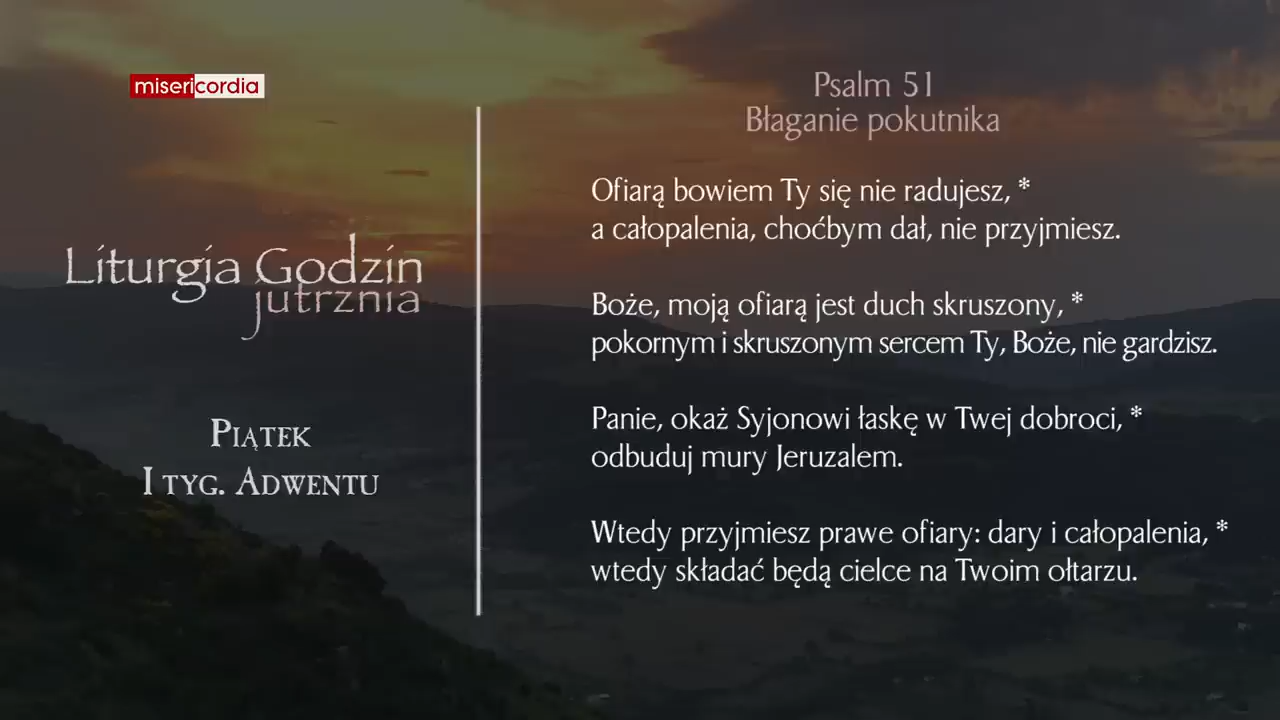 misericordia
Liturgia Godzin
jutrznia
Piątek
I tyg. Adwentu
Psalm 51
Błaganie pokutnika
Ofiarą bowiem Ty się nie radujesz, *
a całopalenia, choćbym dał, nie przyjmiesz.
Boże, moją ofiarą jest duch skruszony, *
pokornym i skruszonym sercem Ty, Boże, nie gardzisz.
Panie, okaż Syjonowi łaskę w Twej dobroci, *
odbuduj mury Jeruzalem.
Wtedy przyjmiesz prawe ofiary: dary i całopalenia, *
wtedy składać będą cielce na Twoim ołtarzu.